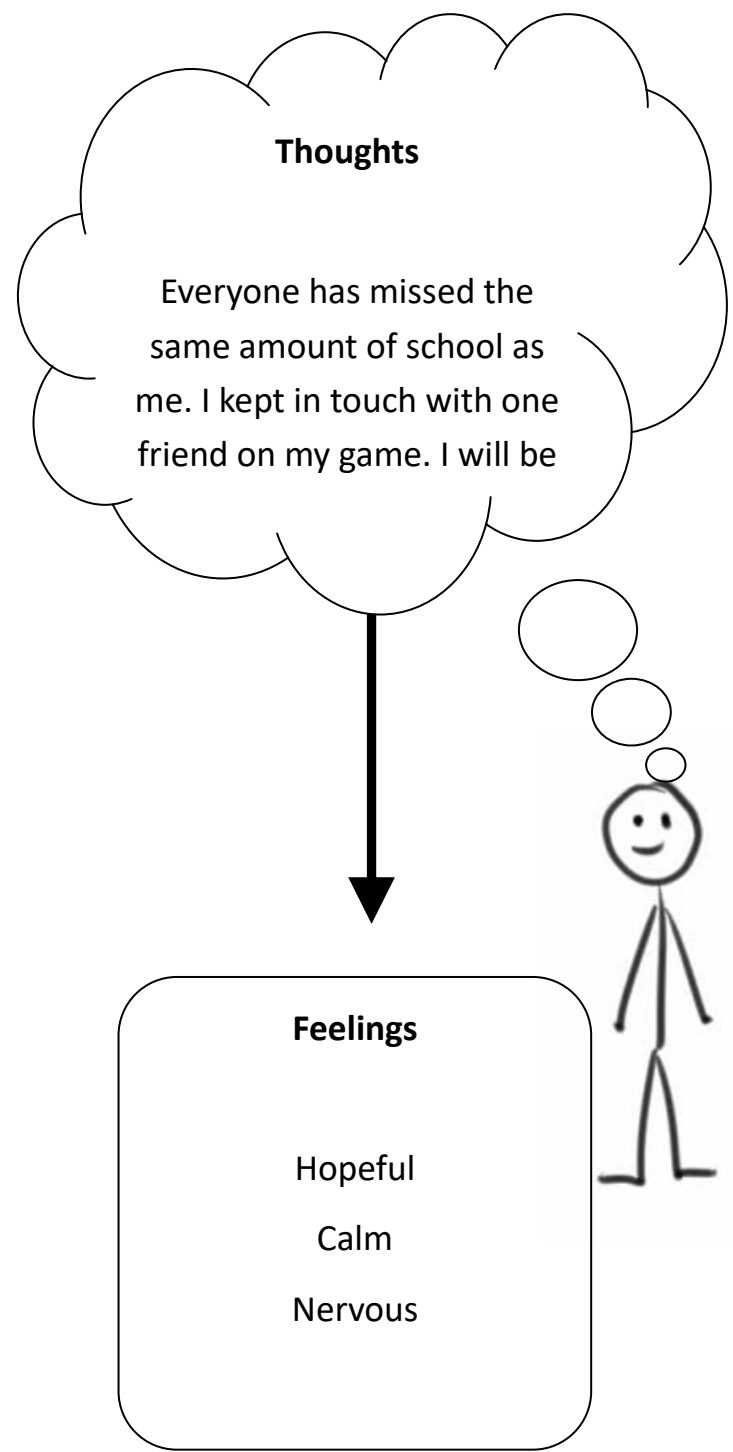 Thoughts
Everyone has missed the
same amount of school as
me. I kept in touch with one
friend on my game. I will be
Feelings
Hopeful
Calm
Nervous